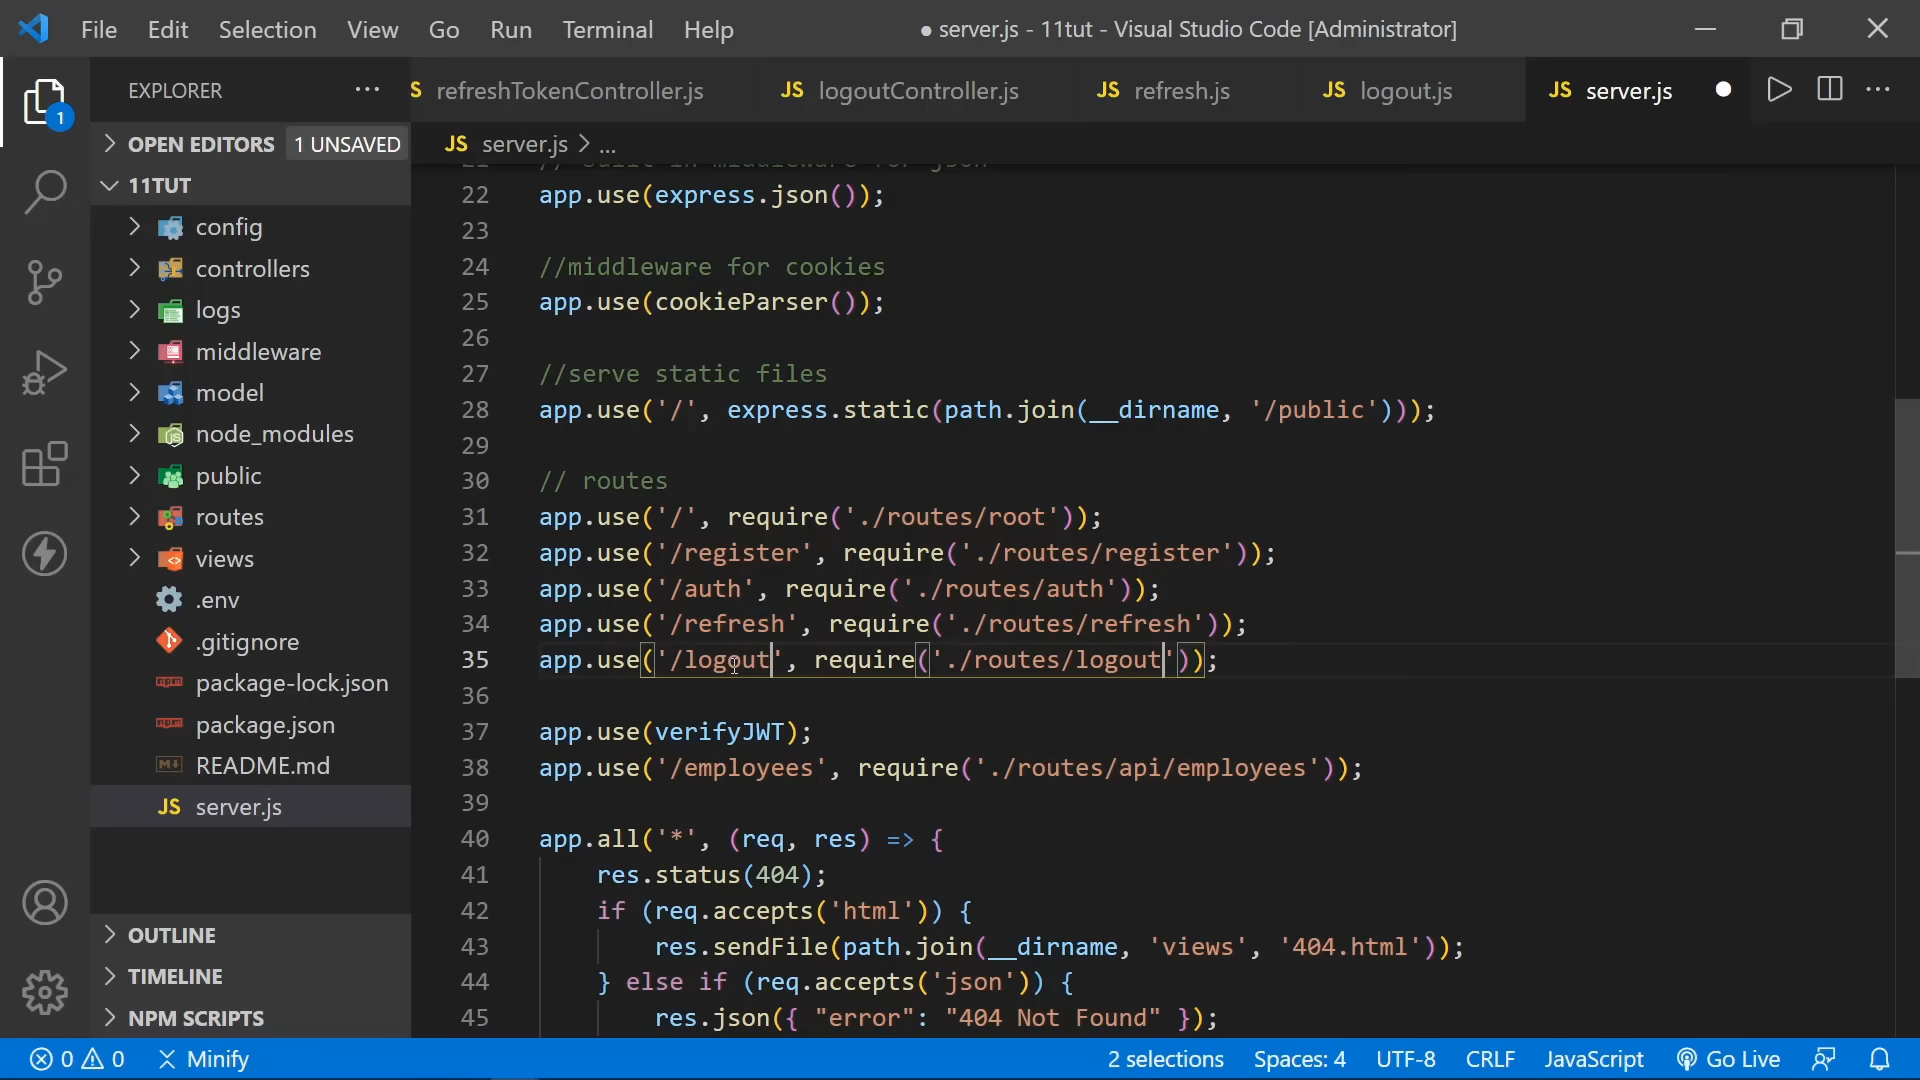 File Edit Selection View Go Run Terminal Help
● server.js - 11tut - Visual Studio Code [Administrator]
EXPLORER
JS refreshTokenController.js
JS logoutController.js
JS refresh.js
JS logout.js
JS server.js
1
OPEN EDITORS 1 UNSAVED
11TUT
config
controllers
logs
middleware
model
node_modules
public
routes
views
.env
.gitignore
package-lock.json
package.json
README.md
JS server.js
OUTLINE
TIMELINE
NPM SCRIPTS
JS server.js > ...
21 // built-in middleware for json
22 app.use(express.json());
23
24 //middleware for cookies
25 app.use(cookieParser());
26
27 //serve static files
28 app.use('/', express.static(path.join(__dirname, '/public')));
29
30 // routes
31 app.use('/', require('./routes/root'));
32 app.use('/register', require('./routes/register'));
33 app.use('/auth', require('./routes/auth'));
34 app.use('/refresh', require('./routes/refresh'));
35 app.use('/logout', require('./routes/logout'));
36
37 app.use(verifyJWT);
38 app.use('/employees', require('./routes/api/employees'));
39
40 app.all('*', (req, res) => {
41 res.status(404);
42 if (req.accepts('html')) {
43 res.sendFile(path.join(__dirname, 'views', '404.html'));
44 } else if (req.accepts('json')) {
45 res.json({ "error": "404 Not Found" });
0 0 Minify
2 selections Spaces: 4 UTF-8 CRLF JavaScript Go Live